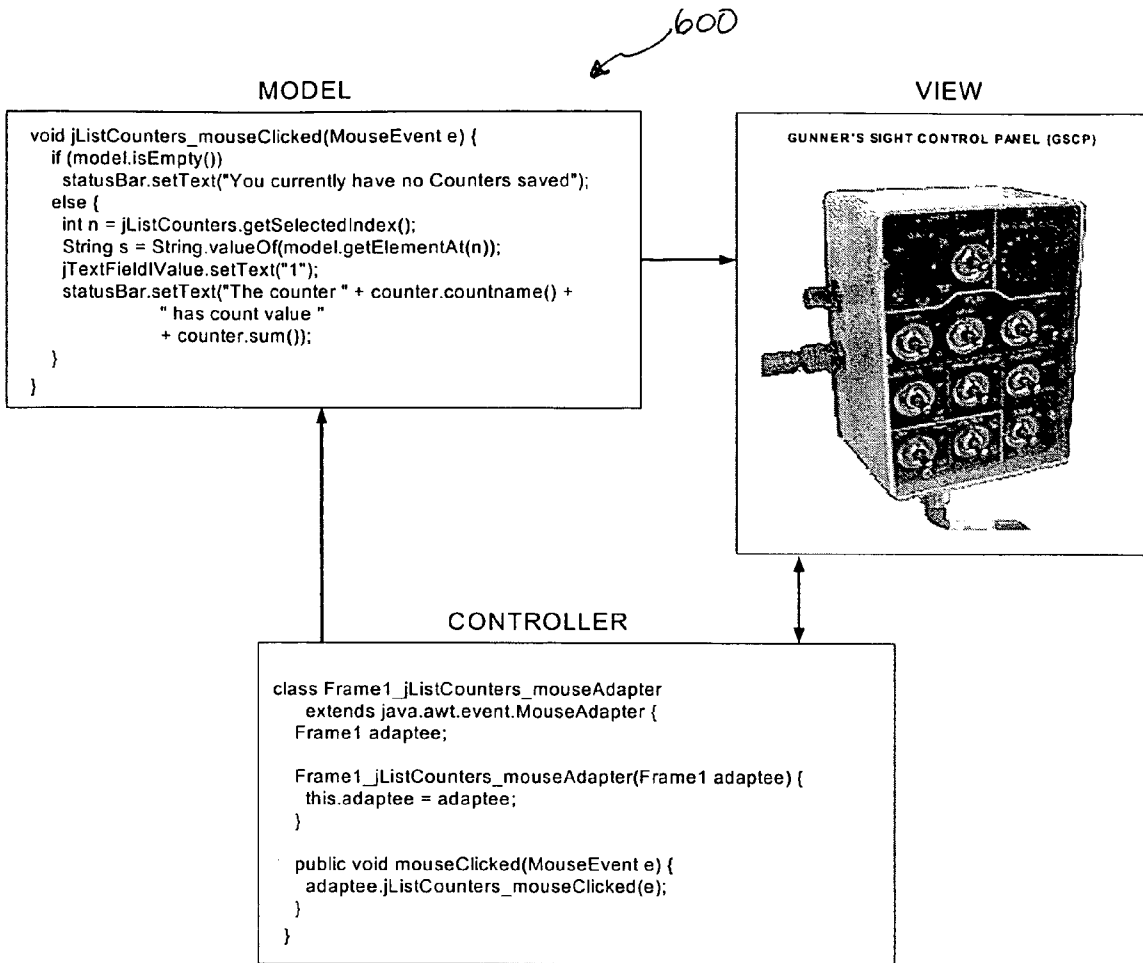 600
MODEL
void jListCounters_mouseClicked(MouseEvent e) {
if (model.isEmpty())
statusBar.setText("You currently have no Counters saved");
else {
int n = jListCounters.getSelectedIndex();
String s = String.valueOf(model.getElementAt(n));
jTextFieldIValue.setText("1");
statusBar.setText("The counter " + counter.countname() +
" has count value "
+ counter.sum());
}
}
VIEW
GUNNER'S SIGHT CONTROL PANEL (GSCP)
CONTROLLER
class Frame1_jListCounters_mouseAdapter
extends java.awt.event.MouseAdapter {
Frame1 adaptee;
Frame1_jListCounters_mouseAdapter(Frame1 adaptee) {
this.adaptee = adaptee;
}
public void mouseClicked(MouseEvent e) {
adaptee.jListCounters_mouseClicked(e);
}
}